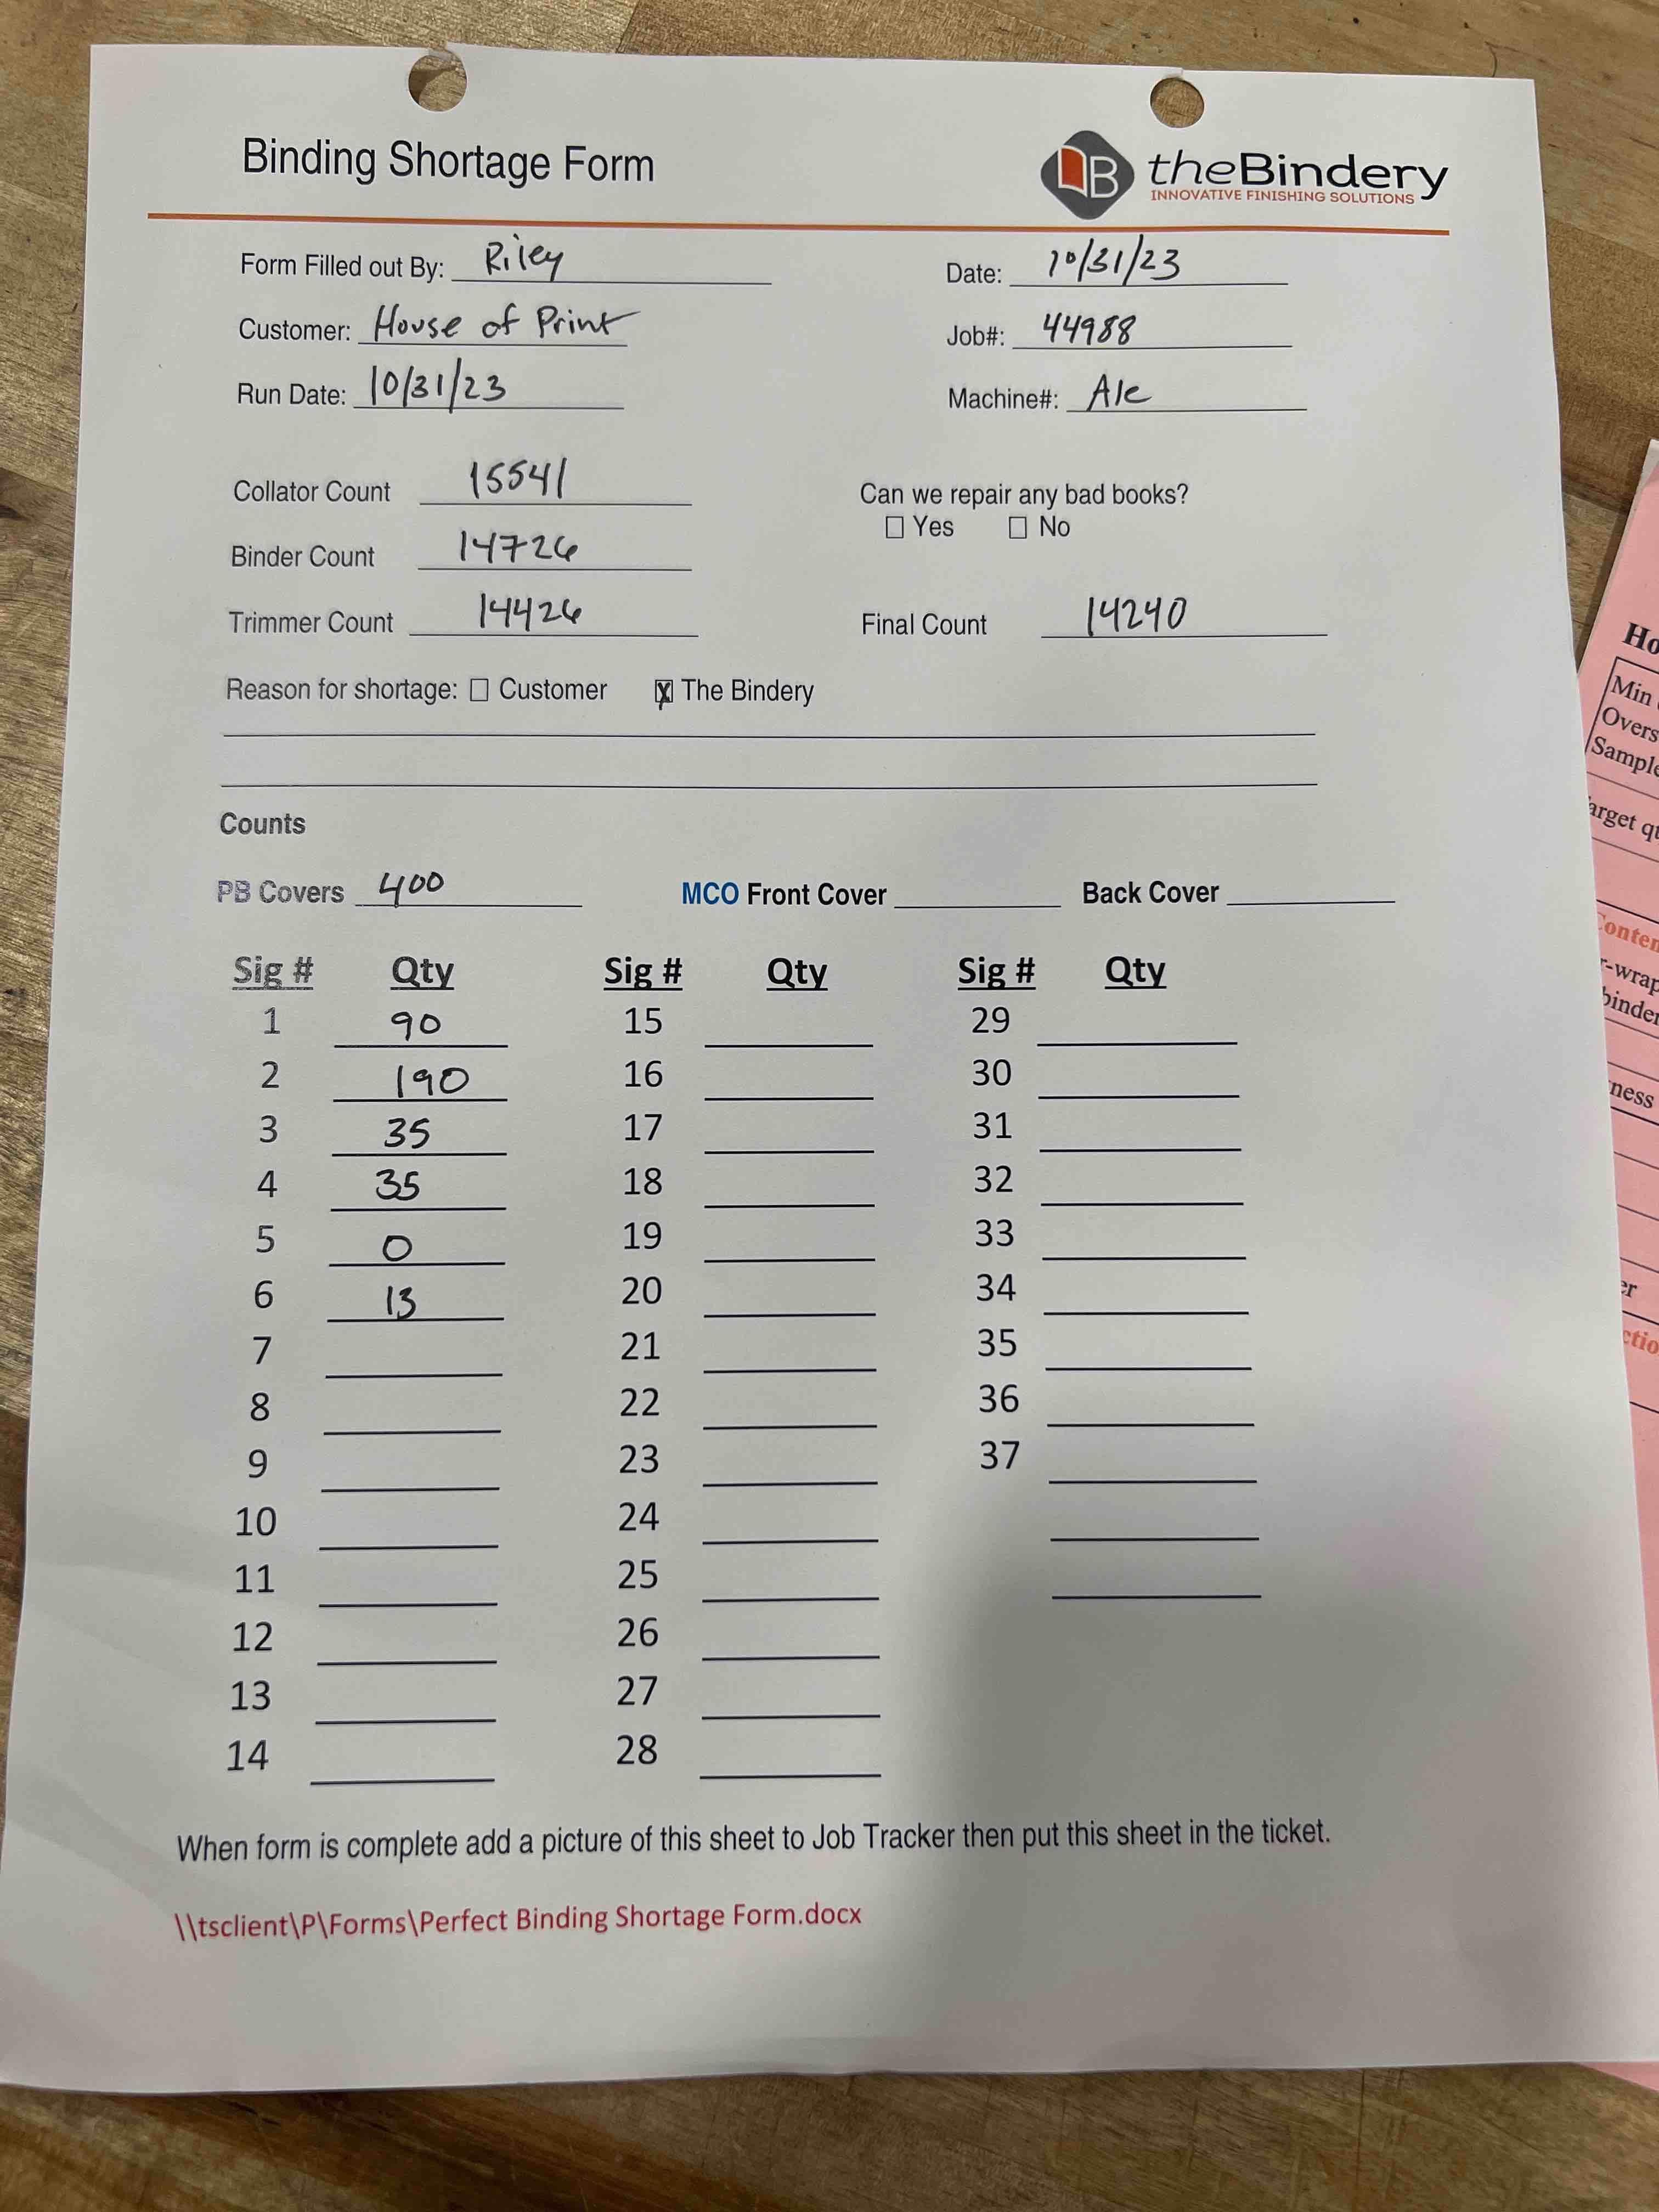 Binding Shortage Form
B theBindery
INNOVATIVE FINISHING SOLUTIONS
Form Filled out By: Riley Date: 10/31/23
Customer: House of Print Job#: 44988
Run Date: 10/31/23 Machine#: Ale
Collator Count 15541 Can we repair any bad books?
☐ Yes ☐ No
Binder Count 14726
Trimmer Count 14426 Final Count 14240
Reason for shortage: ☐ Customer ☒ The Bindery
Counts
PB Covers 400 MCO Front Cover Back Cover
Sig # Qty Sig # Qty Sig # Qty
1 90 15 29
2 190 16 30
3 35 17 31
4 35 18 32
5 0 19 33
6 13 20 34
7 21 35
8 22 36
9 23 37
10 24
11 25
12 26
13 27
14 28
When form is complete add a picture of this sheet to Job Tracker then put this sheet in the ticket.
\\tsclient\P\Forms\Perfect Binding Shortage Form.docx
Min